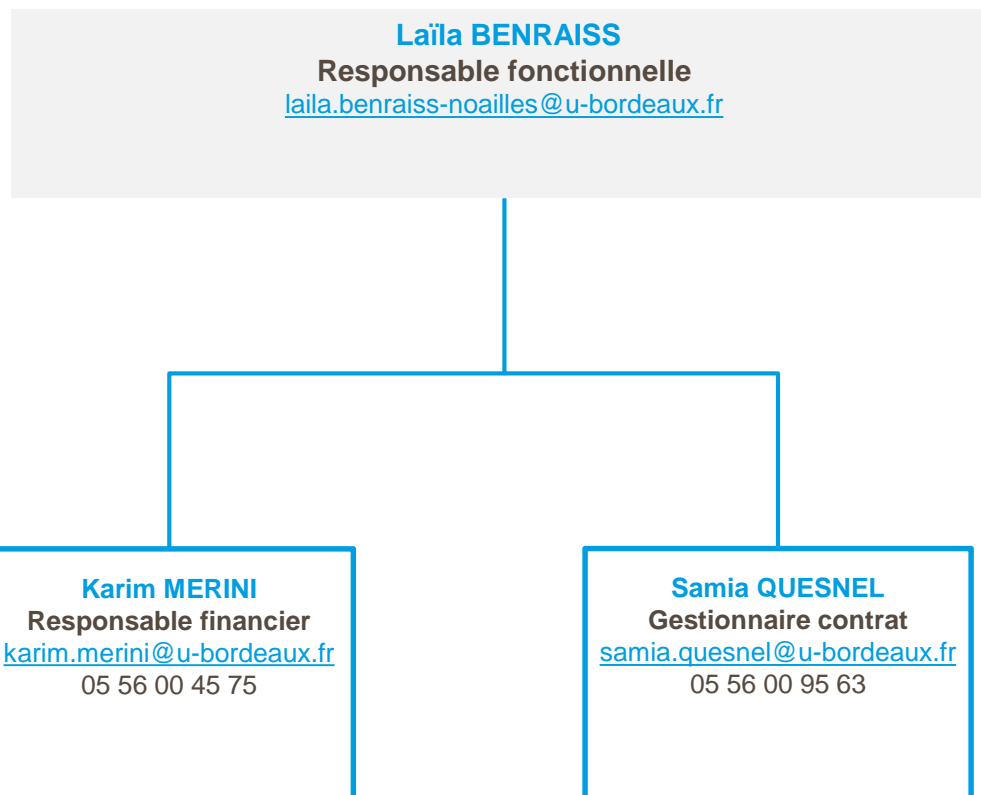 Laïla BENRAISS
Responsable fonctionnelle
laila.benraiss-noailles@u-bordeaux.fr
Karim MERINI
Responsable financier
karim.merini@u-bordeaux.fr
05 56 00 45 75
Samia QUESNEL
Gestionnaire contrat
samia.quesnel@u-bordeaux.fr
05 56 00 95 63